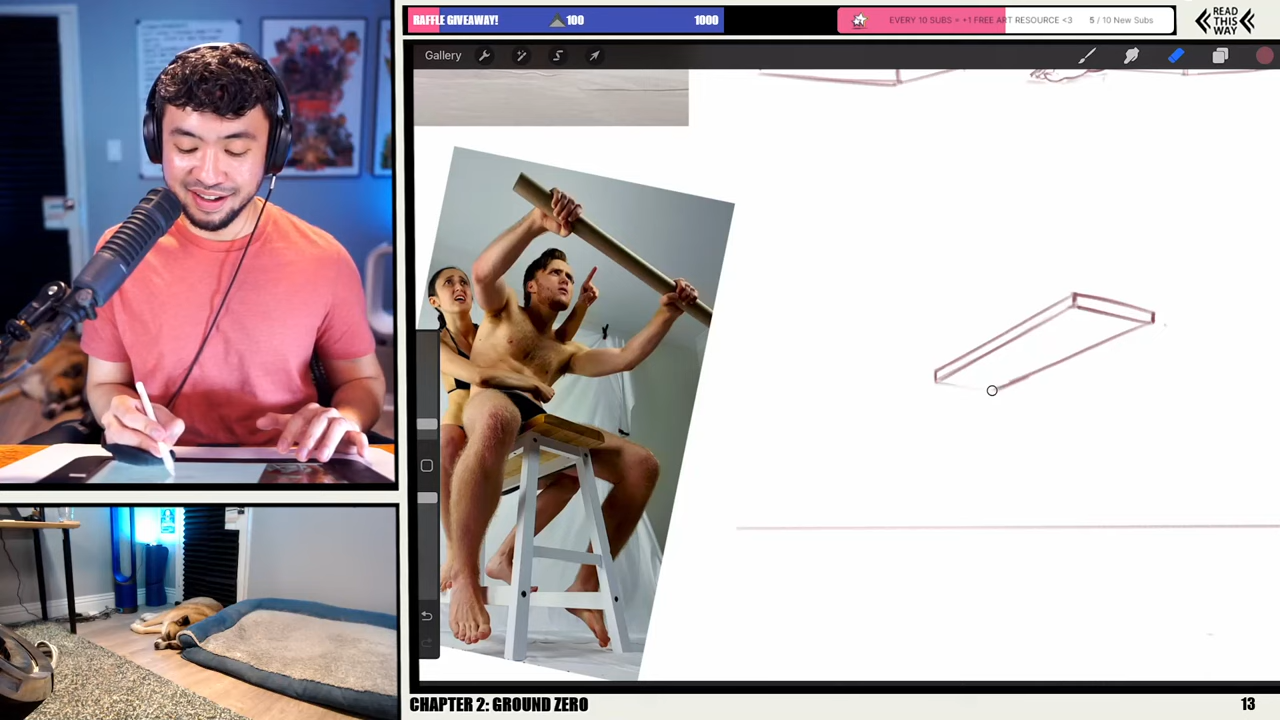 RAFFLE GIVEAWAY! 100 1000
EVERY 10 SUBS = +1 FREE ART RESOURCE <3 5 / 10 New Subs
READ
THIS
WAY
Gallery
CHAPTER 2: GROUND ZERO
13